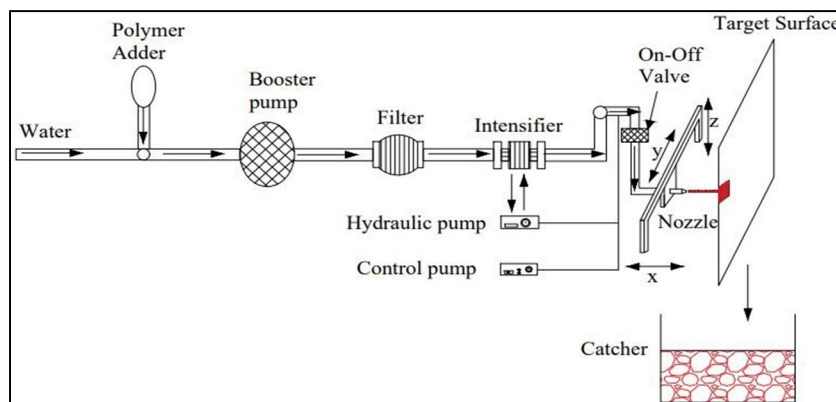 Target Surface
Polymer
Adder
On-Off
Valve
Booster
pump
Filter
Intensifier
Water
z
y
Nozzle
Hydraulic pump
Control pump
x
Catcher